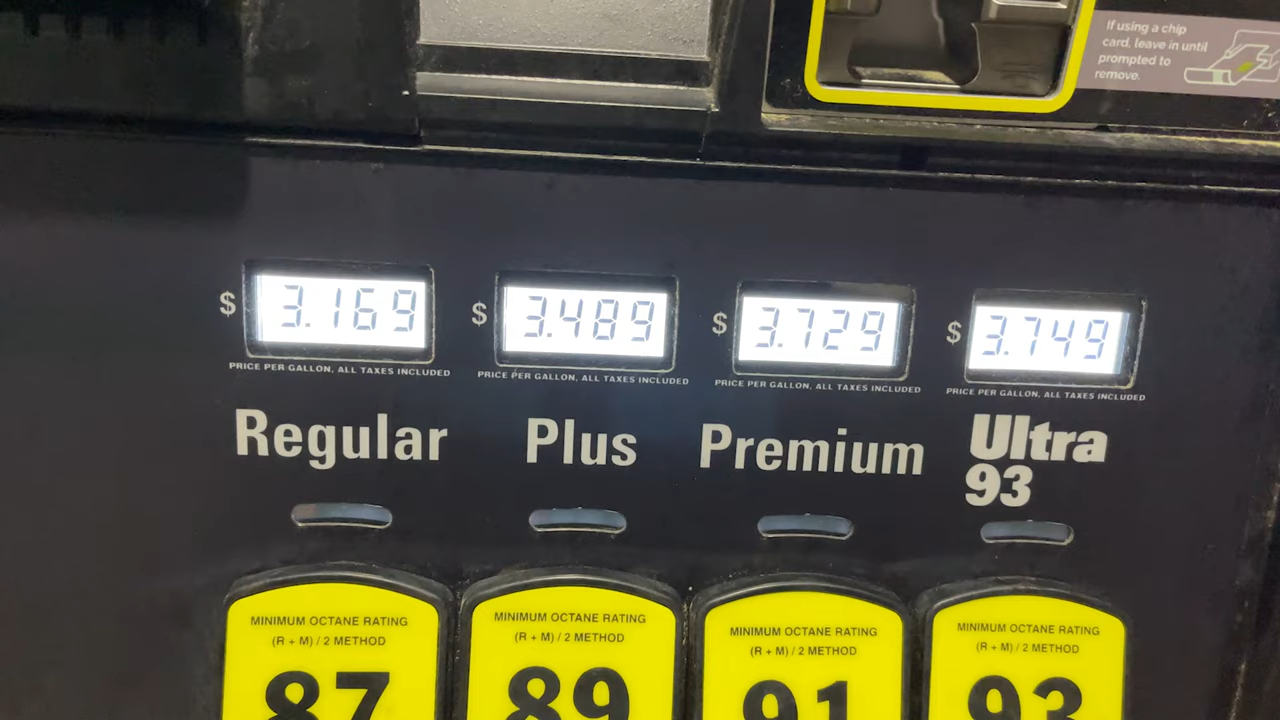 If using a chip
card, leave in until
prompted to
remove.
$ 3.169
$ 3.489
$ 3.729
$ 3.749
PRICE PER GALLON, ALL TAXES INCLUDED
PRICE PER GALLON, ALL TAXES INCLUDED
PRICE PER GALLON, ALL TAXES INCLUDED
PRICE PER GALLON, ALL TAXES INCLUDED
Regular
Plus
Premium
Ultra
93
MINIMUM OCTANE RATING
(R + M) / 2 METHOD
87
MINIMUM OCTANE RATING
(R + M) / 2 METHOD
89
MINIMUM OCTANE RATING
(R + M) / 2 METHOD
91
MINIMUM OCTANE RATING
(R + M) / 2 METHOD
93